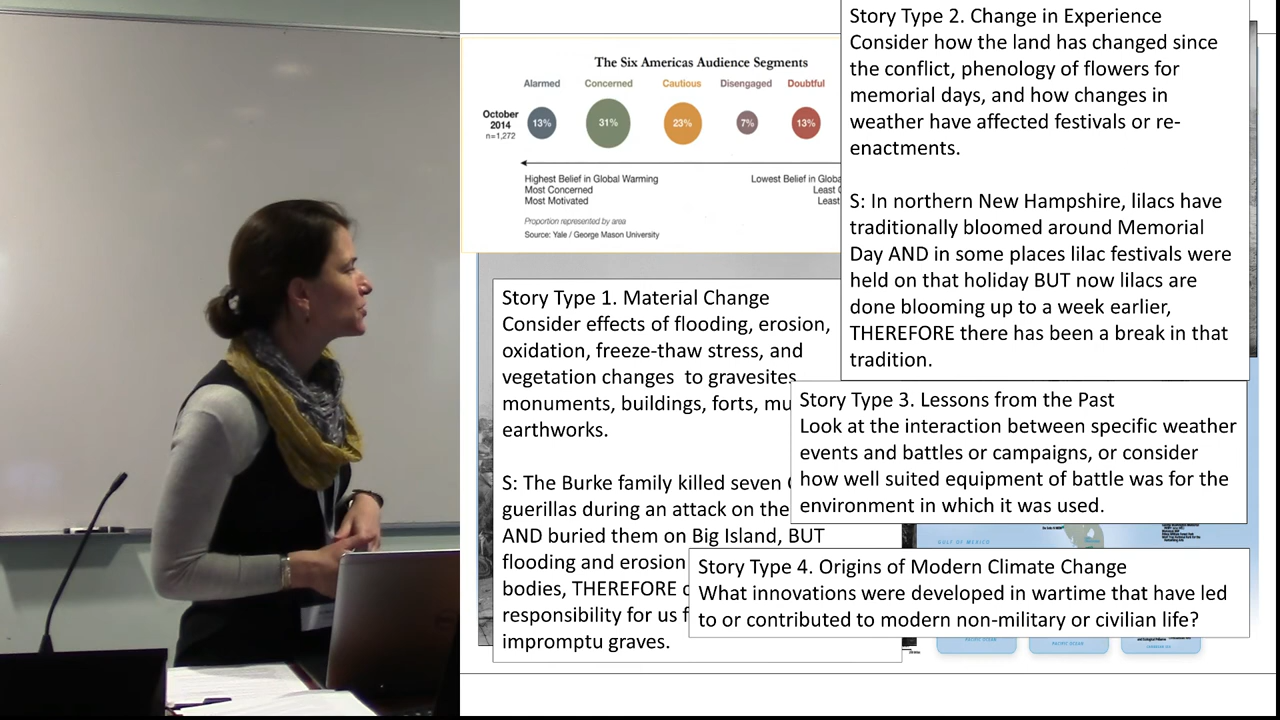 The Six Americas Audience Segments
Alarmed Concerned Cautious Disengaged Doubtful
October
2014
n=1,272
13% 31% 23% 7% 13%
Highest Belief in Global Warming
Most Concerned
Most Motivated
Lowest Belief in Globa
Least
Least
Proportion represented by area
Source: Yale / George Mason University
Story Type 2. Change in Experience
Consider how the land has changed since
the conflict, phenology of flowers for
memorial days, and how changes in
weather have affected festivals or re-
enactments.
S: In northern New Hampshire, lilacs have
traditionally bloomed around Memorial
Day AND in some places lilac festivals were
held on that holiday BUT now lilacs are
done blooming up to a week earlier,
THEREFORE there has been a break in that
tradition.
Story Type 1. Material Change
Consider effects of flooding, erosion,
oxidation, freeze-thaw stress, and
vegetation changes to gravesites
monuments, buildings, forts, mu
earthworks.
S: The Burke family killed seven
guerillas during an attack on the
AND buried them on Big Island, BUT
flooding and erosion
bodies, THEREFORE
responsibility for us f
impromptu graves.
Story Type 3. Lessons from the Past
Look at the interaction between specific weather
events and battles or campaigns, or consider
how well suited equipment of battle was for the
environment in which it was used.
GULF OF MEXICO
Story Type 4. Origins of Modern Climate Change
What innovations were developed in wartime that have led
to or contributed to modern non-military or civilian life?
PACIFIC OCEAN
PACIFIC OCEAN